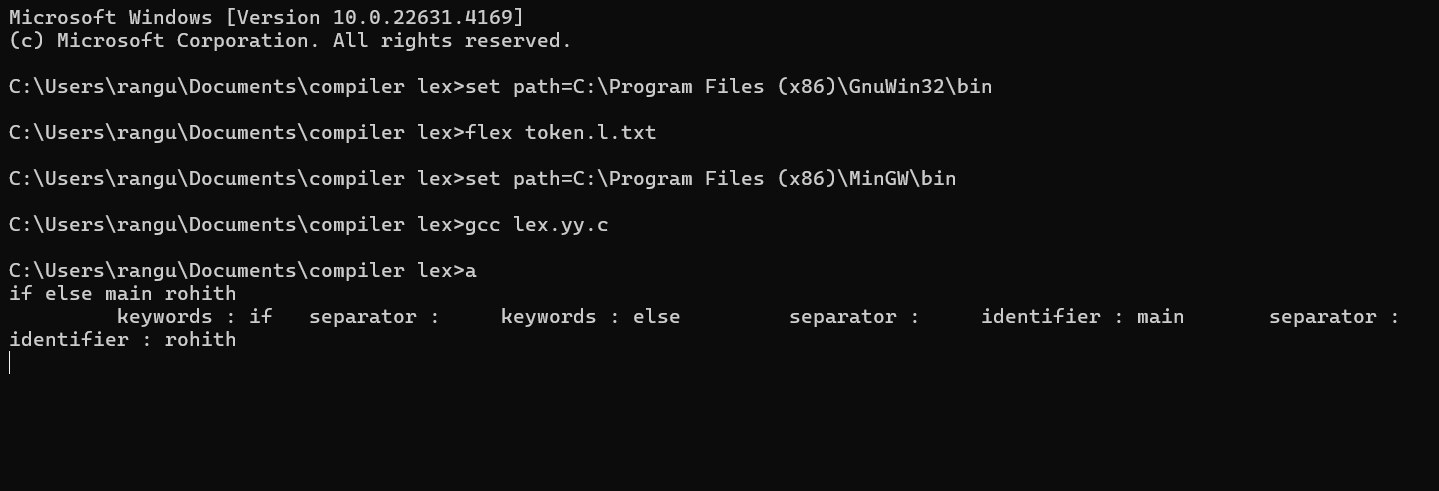 Microsoft Windows [Version 10.0.22631.4169]
(c) Microsoft Corporation. All rights reserved.
C:\Users\rangu\Documents\compiler lex>set path=C:\Program Files (x86)\GnuWin32\bin
C:\Users\rangu\Documents\compiler lex>flex token.l.txt
C:\Users\rangu\Documents\compiler lex>set path=C:\Program Files (x86)\MinGW\bin
C:\Users\rangu\Documents\compiler lex>gcc lex.yy.c
C:\Users\rangu\Documents\compiler lex>a
if else main rohith
keywords : if   separator :     keywords : else         separator :     identifier : main       separator :
identifier : rohith